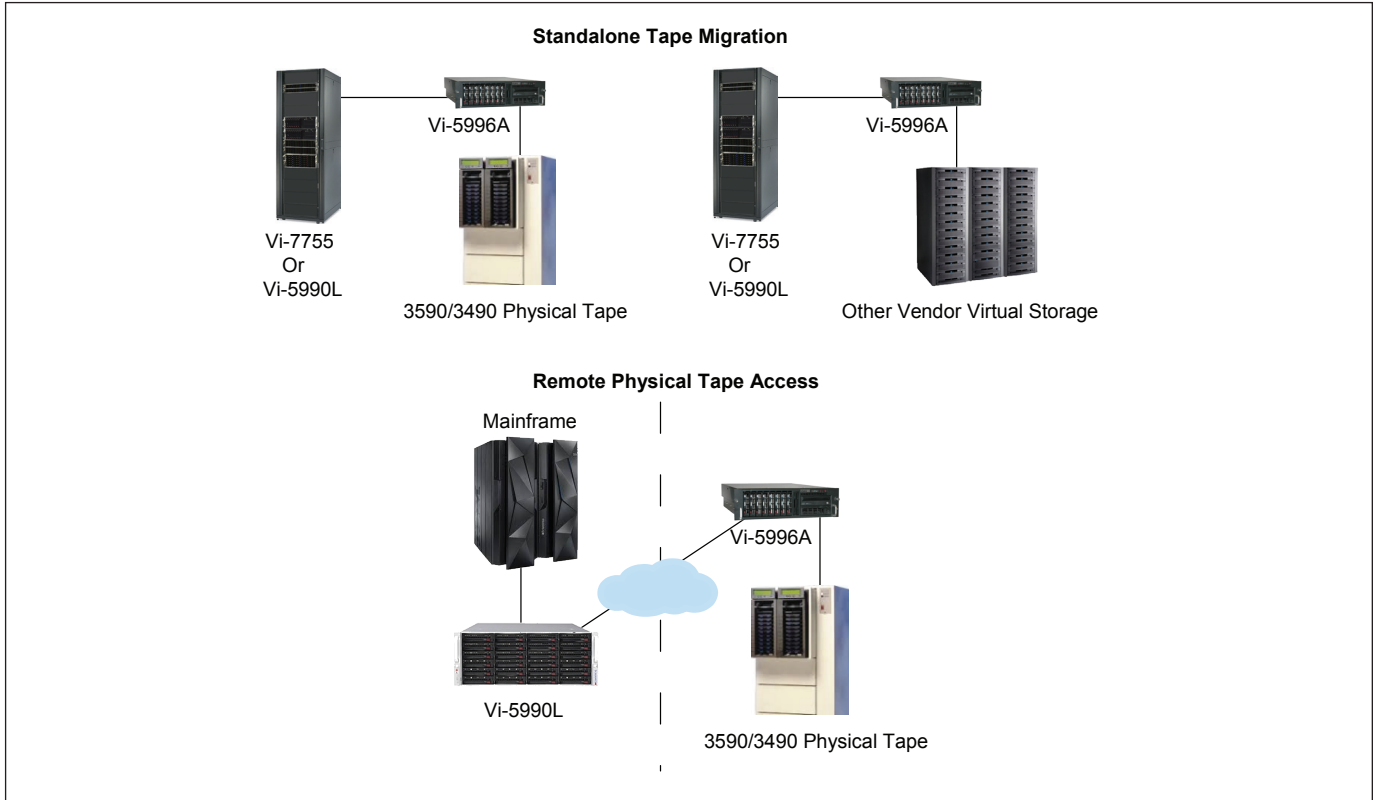 Standalone Tape Migration
Vi-5996A
Vi-7755
Or
Vi-5990L
3590/3490 Physical Tape
Vi-5996A
Vi-7755
Or
Vi-5990L
Other Vendor Virtual Storage
Remote Physical Tape Access
Mainframe
Vi-5996A
Vi-5990L
3590/3490 Physical Tape